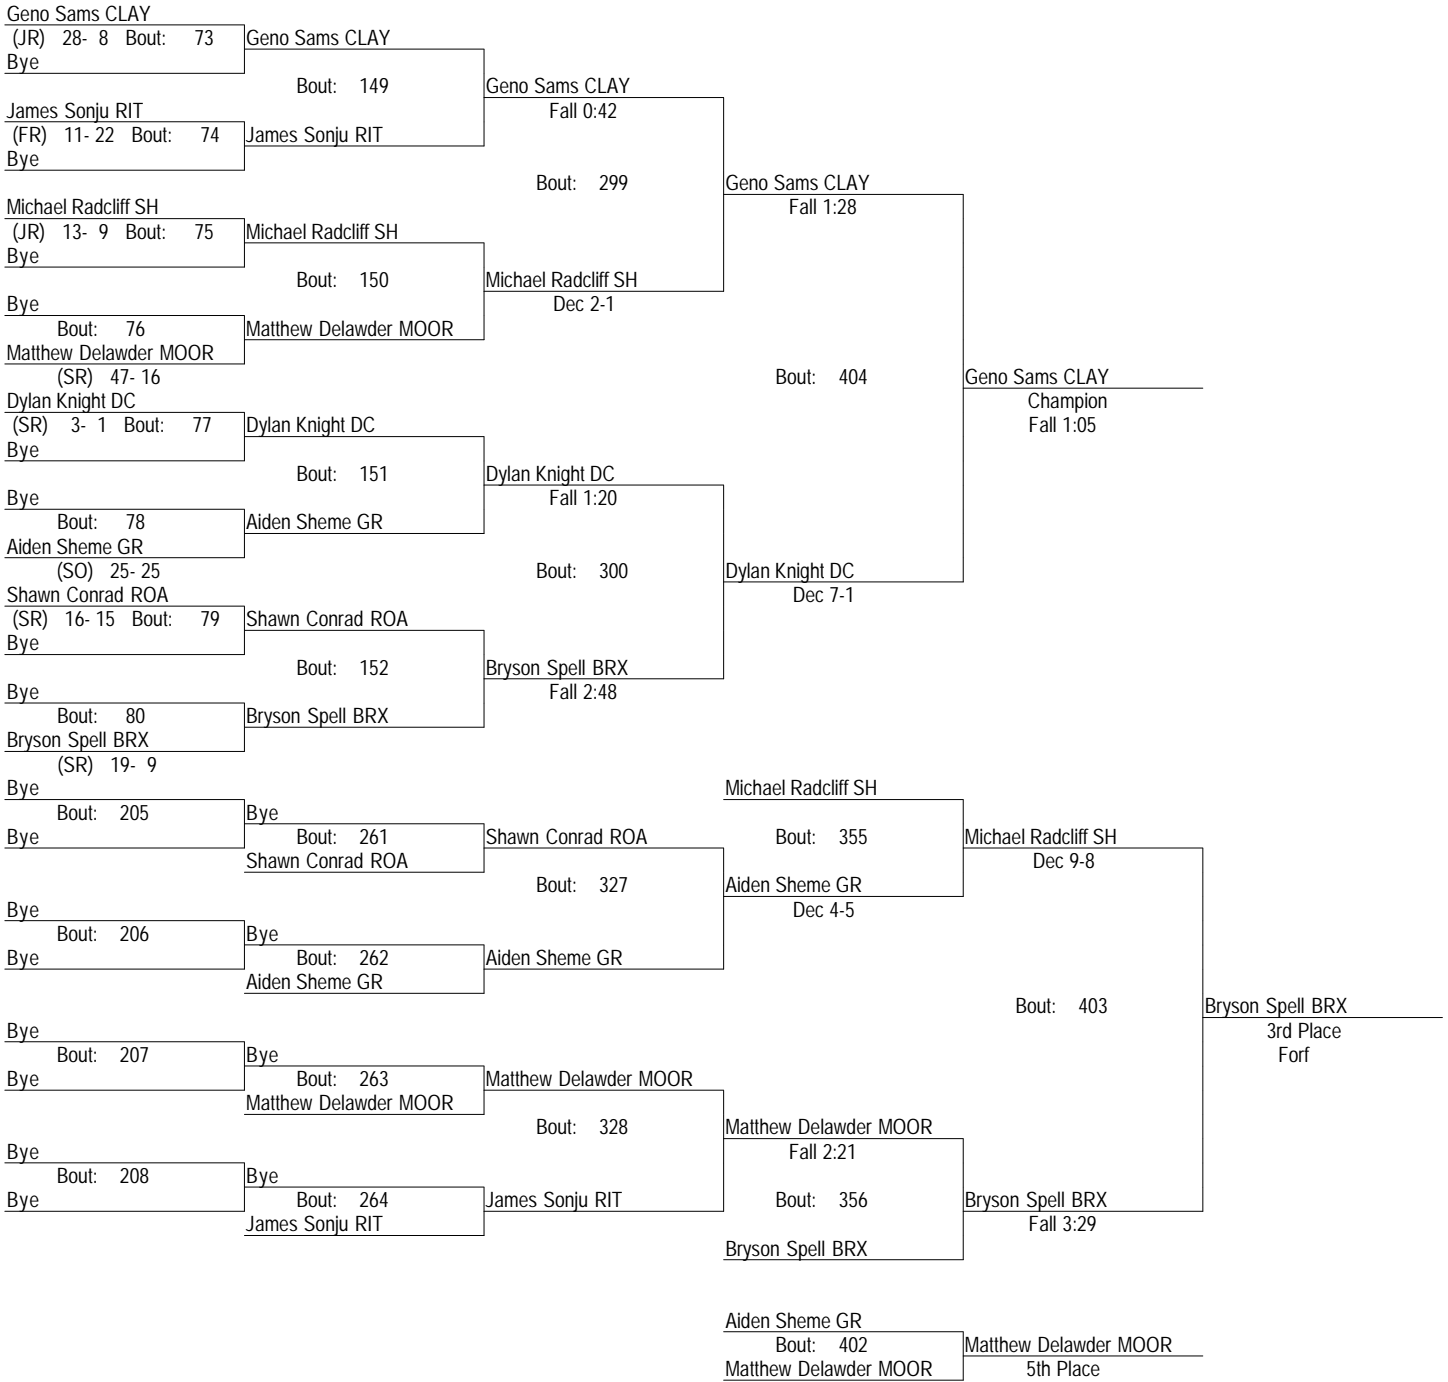 Geno Sams CLAY
(JR) 28- 8 Bout: 73 Geno Sams CLAY
Bye
Bout: 149 Geno Sams CLAY
James Sonju RIT Fall 0:42
(FR) 11- 22 Bout: 74 James Sonju RIT
Bye
Bout: 299 Geno Sams CLAY
Michael Radcliff SH Fall 1:28
(JR) 13- 9 Bout: 75 Michael Radcliff SH
Bye
Bout: 150 Michael Radcliff SH
Bye Dec 2-1
Bout: 76 Matthew Delawder MOOR
Matthew Delawder MOOR
(SR) 47- 16 Bout: 404 Geno Sams CLAY
Dylan Knight DC Champion
(SR) 3- 1 Bout: 77 Dylan Knight DC Fall 1:05
Bye
Bout: 151 Dylan Knight DC
Bye Fall 1:20
Bout: 78 Aiden Sheme GR
Aiden Sheme GR
(SO) 25- 25 Bout: 300 Dylan Knight DC
Shawn Conrad ROA Dec 7-1
(SR) 16- 15 Bout: 79 Shawn Conrad ROA
Bye
Bout: 152 Bryson Spell BRX
Bye Fall 2:48
Bout: 80 Bryson Spell BRX
Bryson Spell BRX
(SR) 19- 9
Bye Michael Radcliff SH
Bout: 205 Bye
Bye Bout: 261 Shawn Conrad ROA Bout: 355 Michael Radcliff SH
Shawn Conrad ROA Dec 9-8
Bout: 327 Aiden Sheme GR
Bye Dec 4-5
Bout: 206 Bye
Bye Bout: 262 Aiden Sheme GR
Aiden Sheme GR
Bout: 403 Bryson Spell BRX
Bye 3rd Place
Bout: 207 Bye Forf
Bye Bout: 263 Matthew Delawder MOOR
Matthew Delawder MOOR
Bout: 328 Matthew Delawder MOOR
Bye Fall 2:21
Bout: 208 Bye
Bye Bout: 264 James Sonju RIT Bout: 356 Bryson Spell BRX
James Sonju RIT Fall 3:29
Bryson Spell BRX
Aiden Sheme GR
Bout: 402 Matthew Delawder MOOR
Matthew Delawder MOOR 5th Place